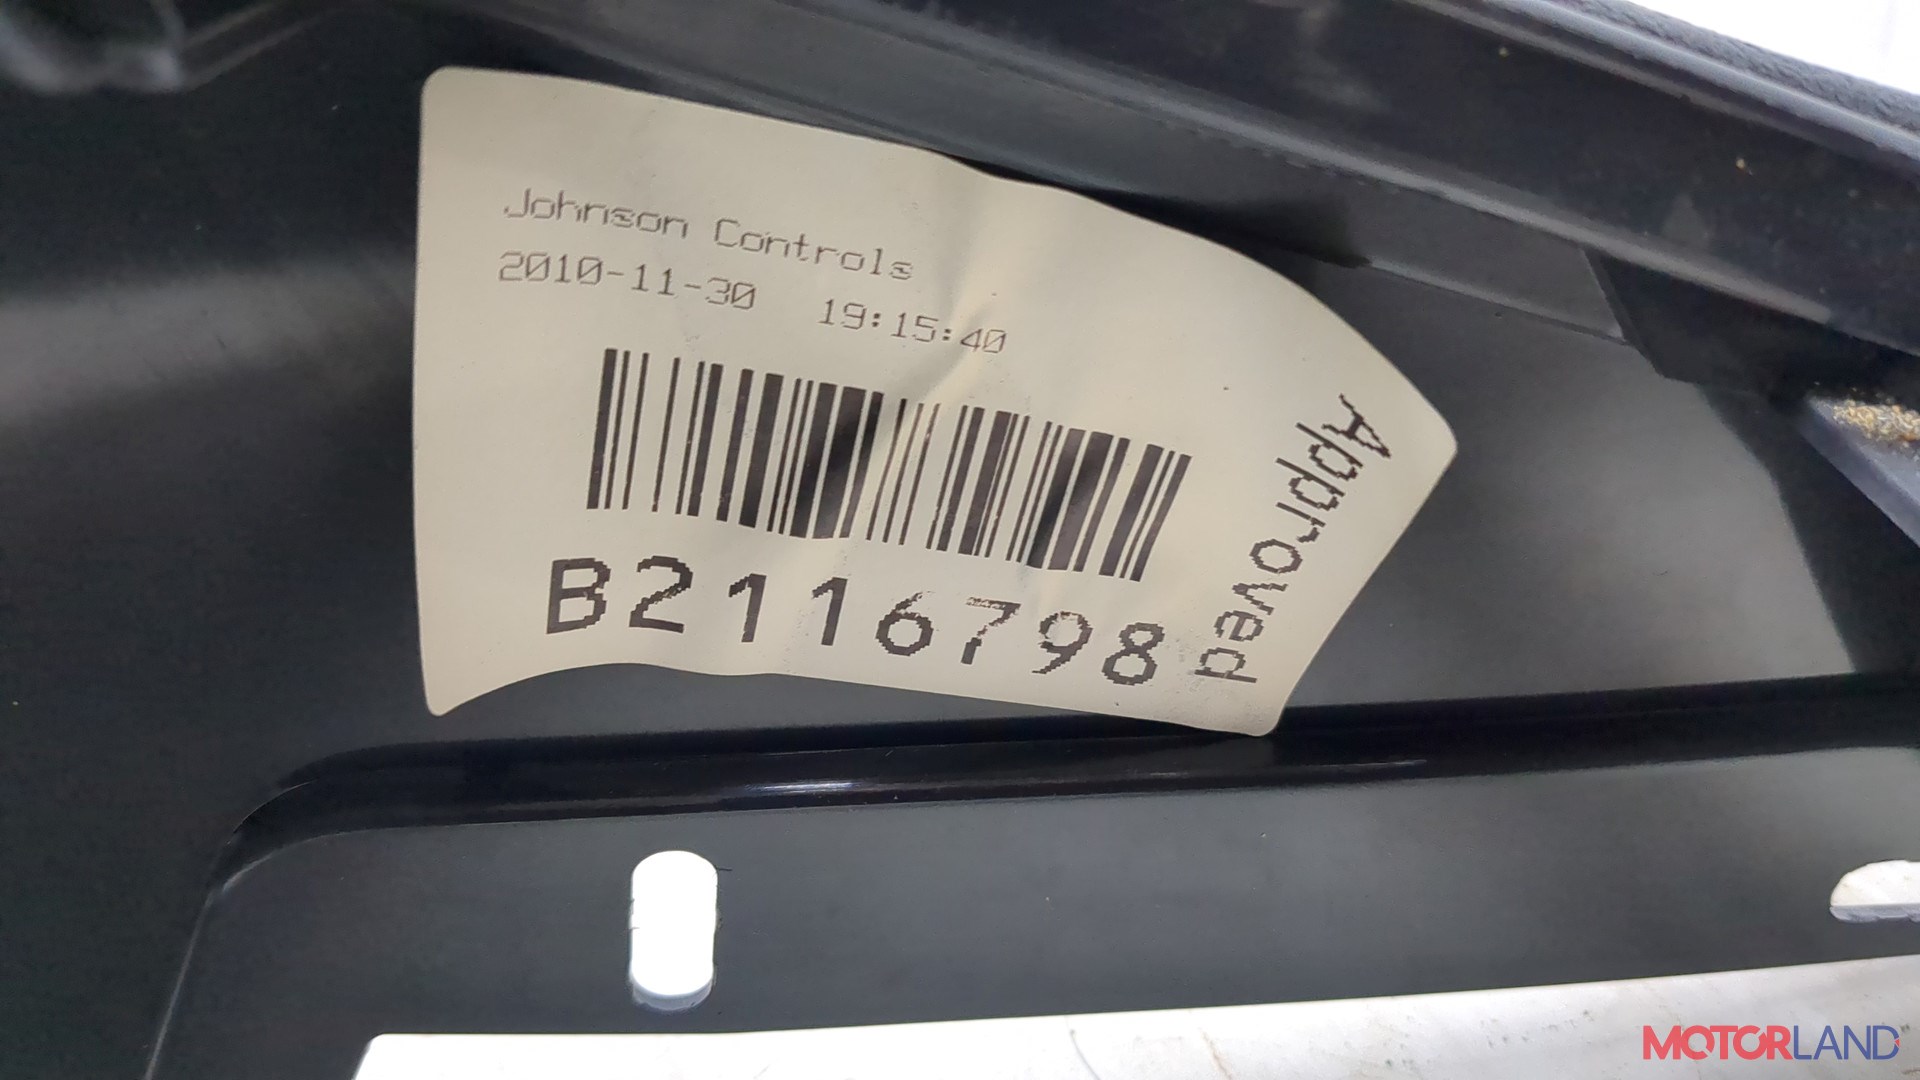 Johnson Controls
2010-11-30 19:15:40
B2116798
Approved
MOTORLAND